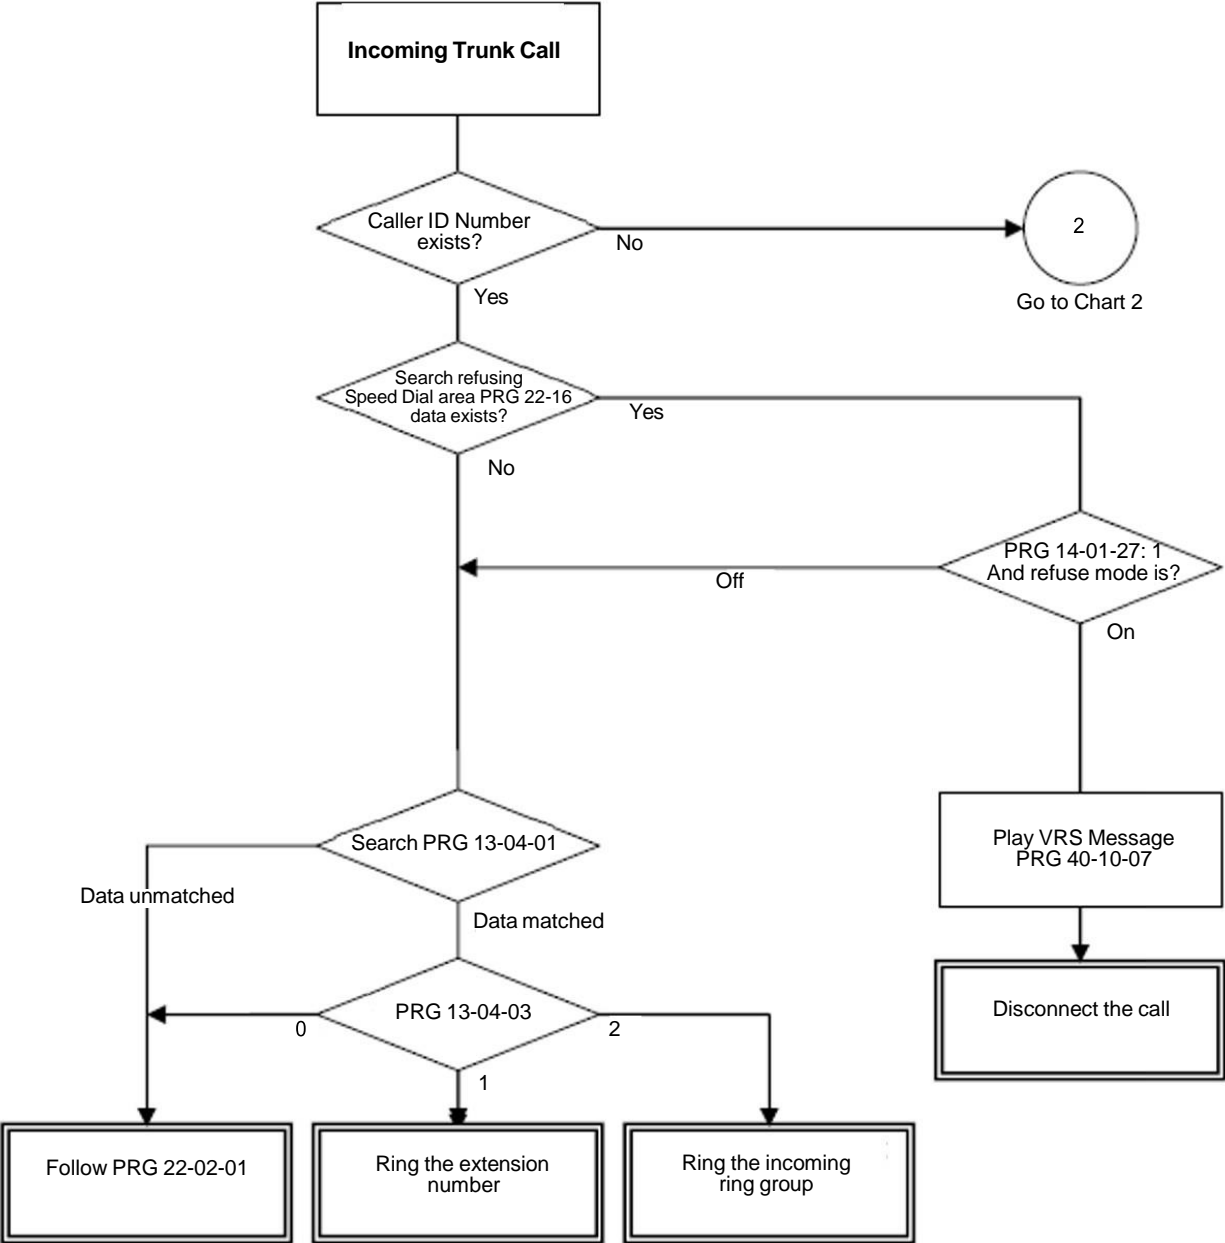 Incoming Trunk Call
Caller ID Number
exists?
No
2
Go to Chart 2
Yes
Search refusing
Speed Dial area PRG 22-16
data exists?
Yes
No
PRG 14-01-27: 1
And refuse mode is?
Off
On
Search PRG 13-04-01
Play VRS Message
PRG 40-10-07
Data unmatched
Data matched
PRG 13-04-03
0
2
1
Disconnect the call
Follow PRG 22-02-01
Ring the extension
number
Ring the incoming
ring group